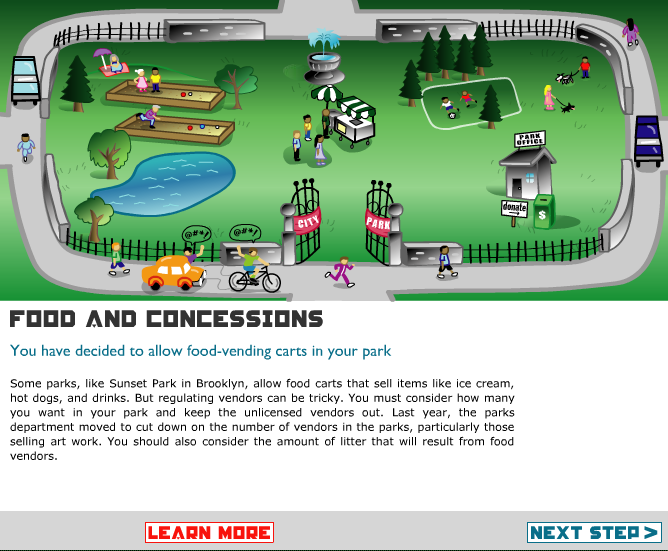 PARK
OFFICE
donate
$
CITY PARK
@#*!
@#*!
FOOD AND CONCESSIONS
You have decided to allow food-vending carts in your park
Some parks, like Sunset Park in Brooklyn, allow food carts that sell items like ice cream,
hot dogs, and drinks. But regulating vendors can be tricky. You must consider how many
you want in your park and keep the unlicensed vendors out. Last year, the parks
department moved to cut down on the number of vendors in the parks, particularly those
selling art work. You should also consider the amount of litter that will result from food
vendors.
LEARN MORE
NEXT STEP >